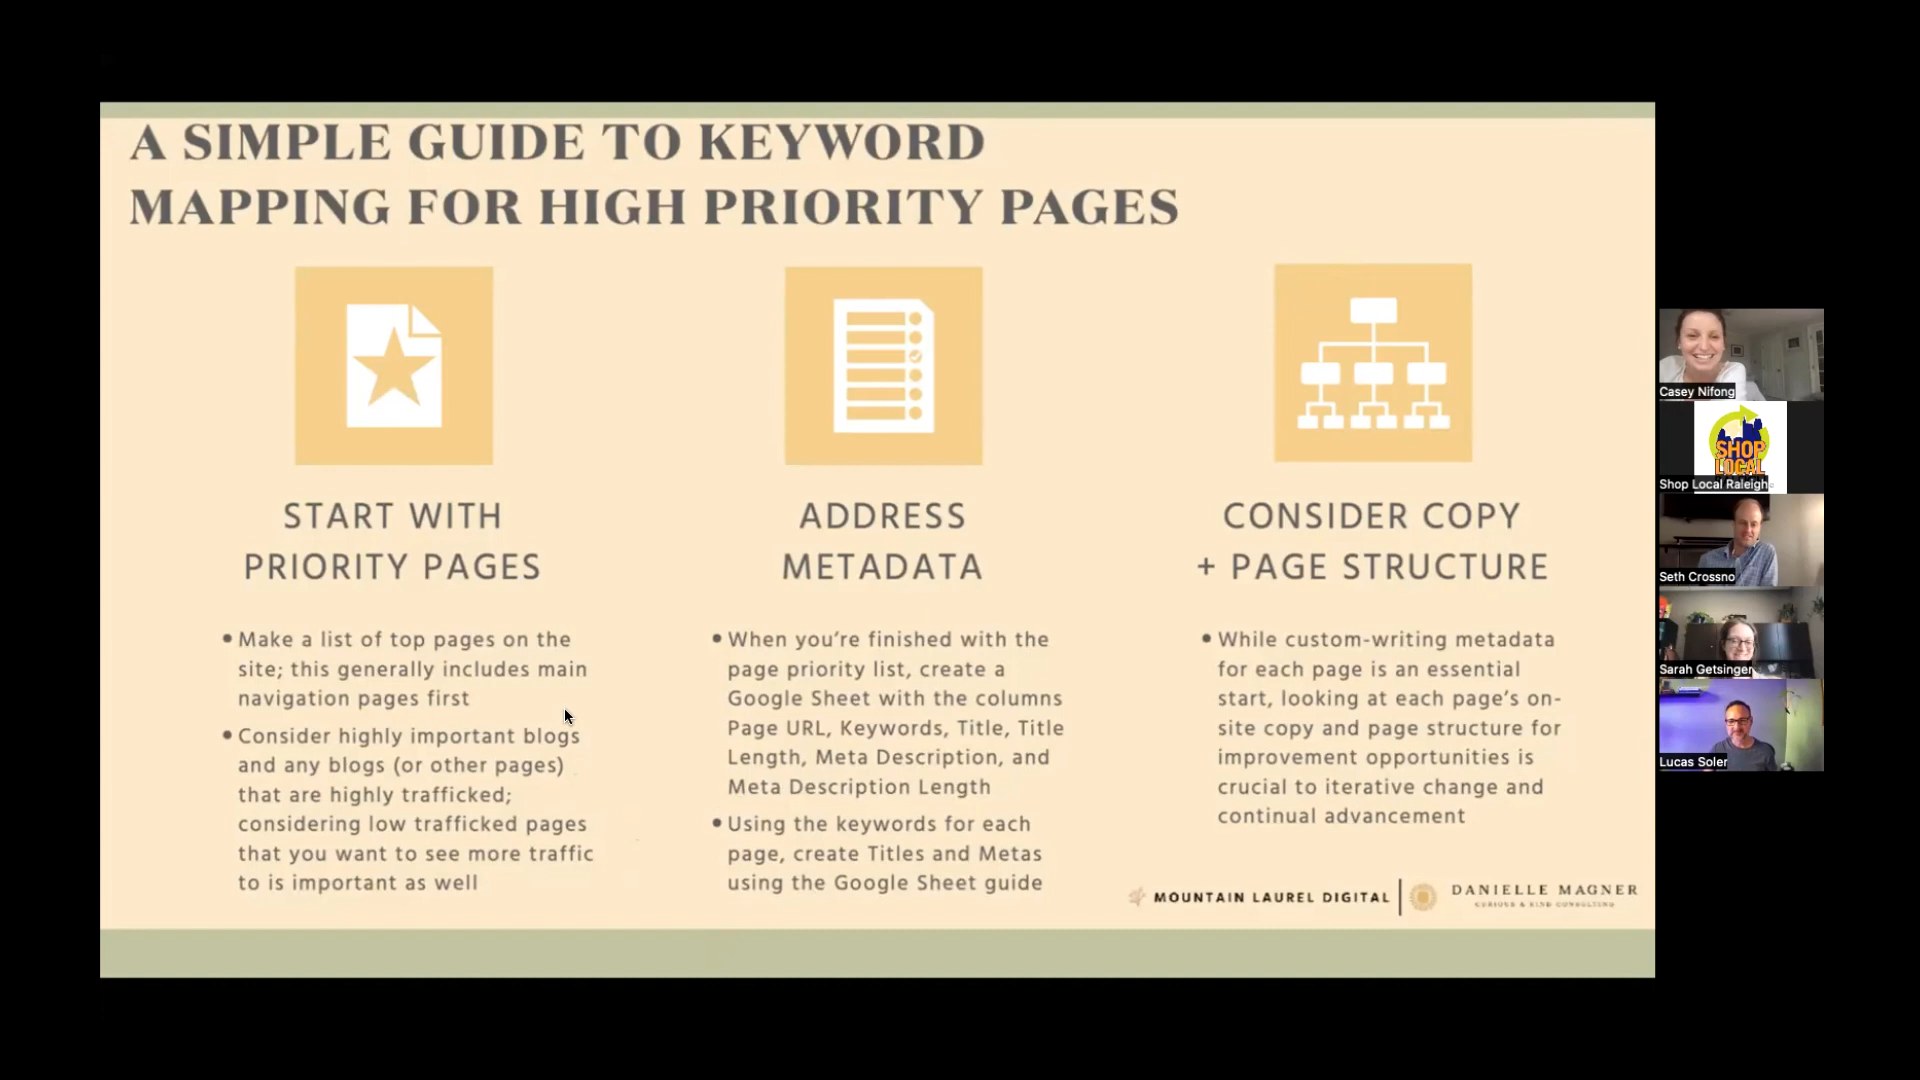 A SIMPLE GUIDE TO KEYWORD
MAPPING FOR HIGH PRIORITY PAGES
START WITH
PRIORITY PAGES
• Make a list of top pages on the
site; this generally includes main
navigation pages first
• Consider highly important blogs
and any blogs (or other pages)
that are highly trafficked;
considering low trafficked pages
that you want to see more traffic
to is important as well
ADDRESS
METADATA
• When you’re finished with the
page priority list, create a
Google Sheet with the columns
Page URL, Keywords, Title, Title
Length, Meta Description, and
Meta Description Length
• Using the keywords for each
page, create Titles and Metas
using the Google Sheet guide
CONSIDER COPY
+ PAGE STRUCTURE
• While custom-writing metadata
for each page is an essential
start, looking at each page’s on-
site copy and page structure for
improvement opportunities is
crucial to iterative change and
continual advancement
MOUNTAIN LAUREL DIGITAL
DANIELLE MAGNER
CURIOUS & KIND CONSULTING
Casey Nifong
SHOP
LOCAL
Shop Local Raleigh
Seth Crossno
Sarah Getsinger
Lucas Soler